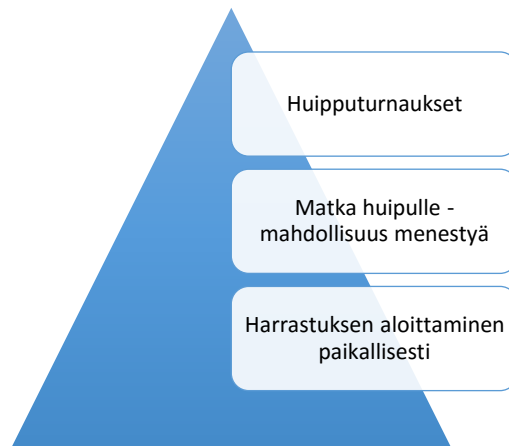 Huipputurnaukset
Matka huipulle -
mahdollisuus menestyä
Harrastuksen aloittaminen
paikallisesti